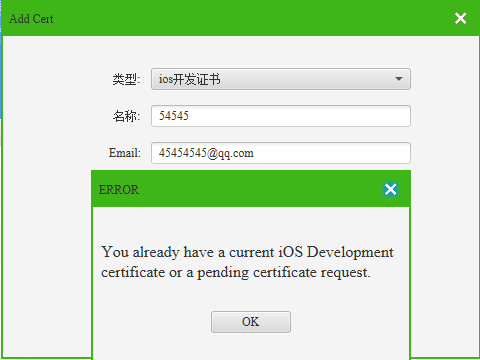 Add Cert
类型: ios开发证书
名称: 54545
Email: 45454545@qq.com
ERROR
You already have a current iOS Development
certificate or a pending certificate request.
OK